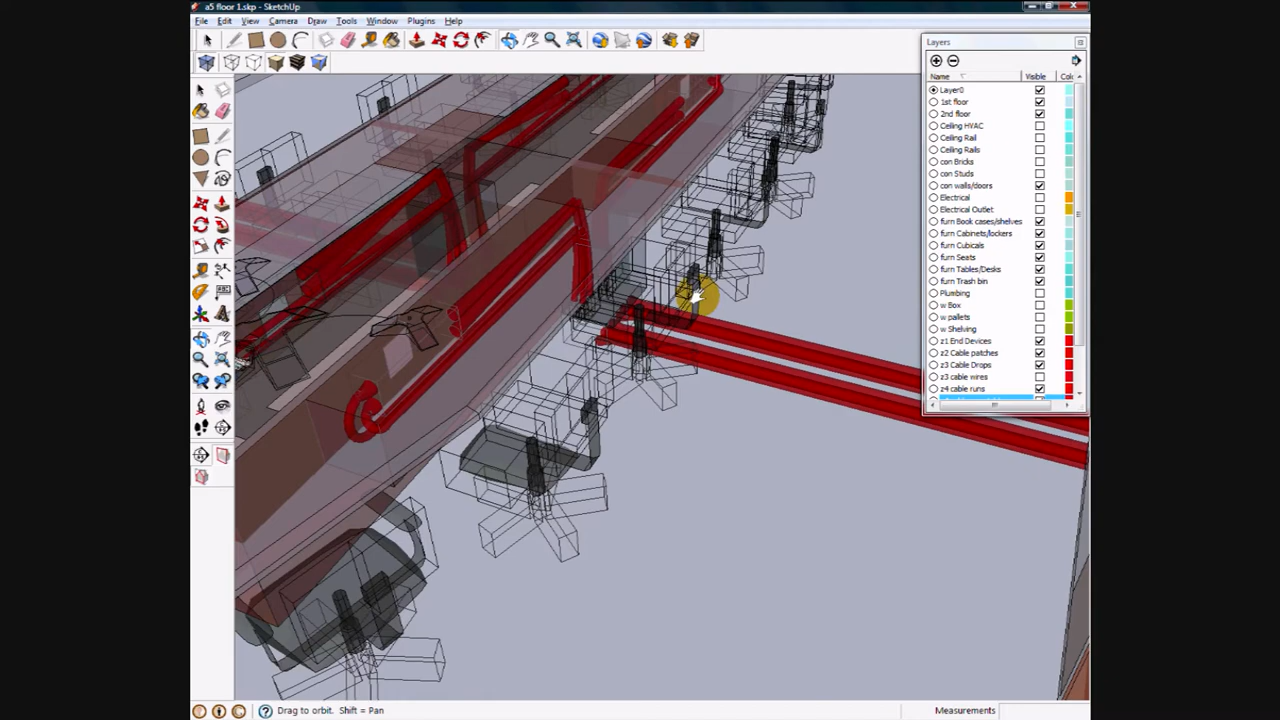 a5 floor 1.skp - SketchUp
File Edit View Camera Draw Tools Window Plugins Help
Layers
Name Visible Colo
Layer0
1st floor
2nd floor
Ceiling HVAC
Ceiling Rail
Ceiling Rails
con Bricks
con Studs
con walls/doors
Electrical
Electrical Outlet
furn Book cases/shelves
furn Cabinets/lockers
furn Cubicals
furn Seats
furn Tables/Desks
furn Trash bin
Plumbing
w Box
w pallets
w Shelving
z1 End Devices
z2 Cable patches
z3 Cable Drops
z3 cable wires
z4 cable runs
Drag to orbit. Shift = Pan
Measurements